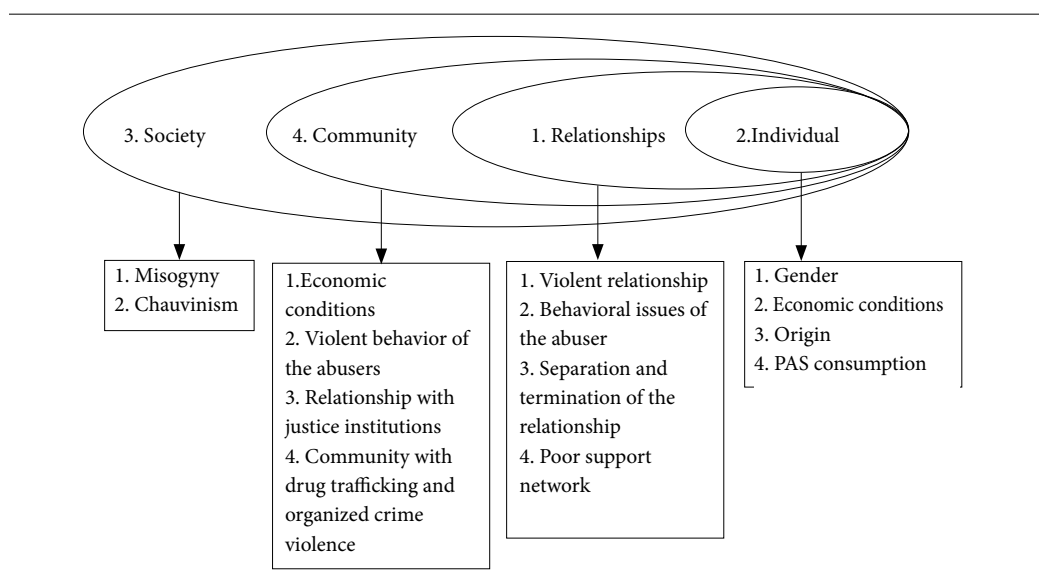 3. Society
4. Community
1. Relationships
2.Individual
1. Misogyny
2. Chauvinism
1.Economic
conditions
2. Violent behavior of
the abusers
3. Relationship with
justice institutions
4. Community with
drug trafficking and
organized crime
violence
1. Violent relationship
2. Behavioral issues of
the abuser
3. Separation and
termination of the
relationship
4. Poor support
network
1. Gender
2. Economic conditions
3. Origin
4. PAS consumption